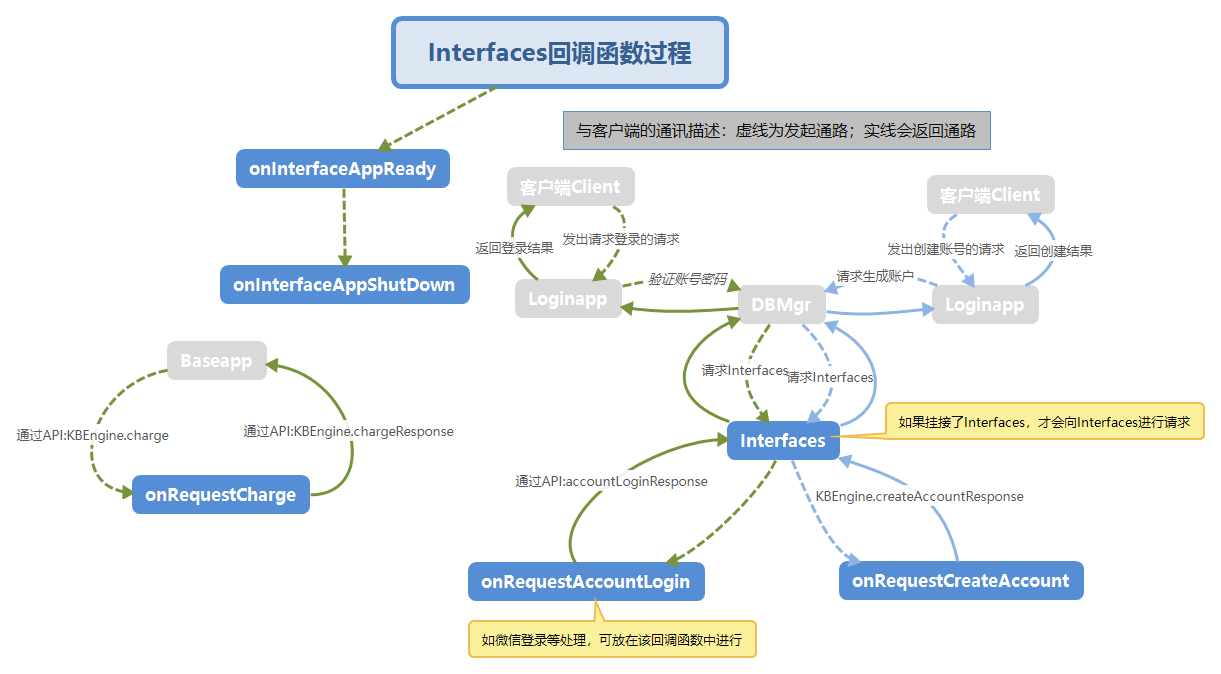 Interfaces回调函数过程
与客户端的通讯描述：虚线为发起通路；实线会返回通路
onInterfaceAppReady
客户端Client
客户端Client
返回登录结果
发出请求登录的请求
发出创建账号的请求
返回创建结果
onInterfaceAppShutDown
验证账号密码
请求生成账户
Loginapp
DBMgr
Loginapp
Baseapp
请求Interfaces
请求Interfaces
通过API:KBEngine.charge
通过API:KBEngine.chargeResponse
如果挂接了Interfaces，才会向Interfaces进行请求
Interfaces
通过API:accountLoginResponse
onRequestCharge
KBEngine.createAccountResponse
onRequestAccountLogin
onRequestCreateAccount
如微信登录等处理，可放在该回调函数中进行